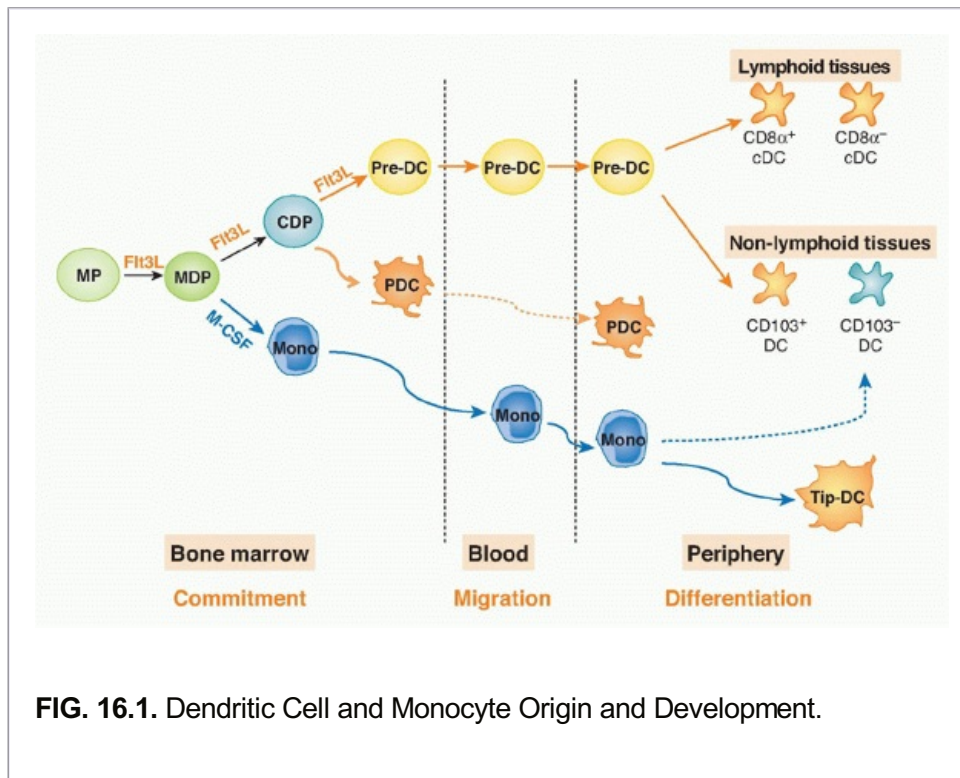 Lymphoid tissues
CD8α⁺
cDC
CD8α⁻
cDC
Flt3L
Pre-DC
Pre-DC
Pre-DC
Flt3L
CDP
Non-lymphoid tissues
MP
Flt3L
MDP
PDC
PDC
CD103⁺
DC
CD103⁻
DC
M-CSF
Mono
Mono
Mono
Tip-DC
Bone marrow
Blood
Periphery
Commitment
Migration
Differentiation
FIG. 16.1. Dendritic Cell and Monocyte Origin and Development.